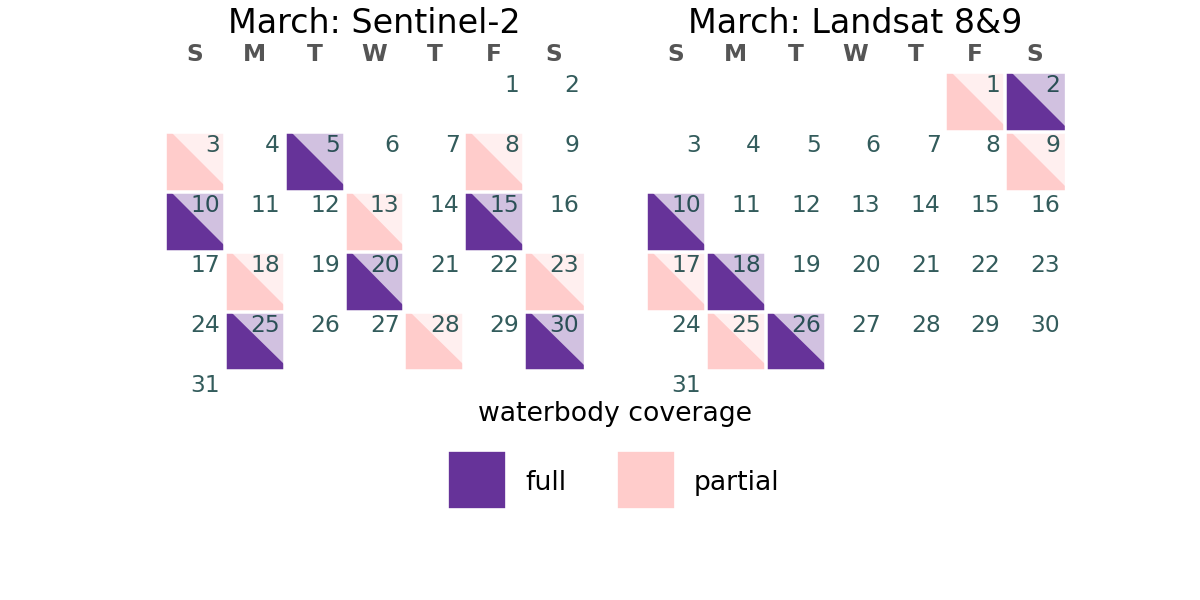 March: Sentinel-2
S M T W T F S
1 2
3 4 5 6 7 8 9
10 11 12 13 14 15 16
17 18 19 20 21 22 23
24 25 26 27 28 29 30
31
March: Landsat 8&9
S M T W T F S
1 2
3 4 5 6 7 8 9
10 11 12 13 14 15 16
17 18 19 20 21 22 23
24 25 26 27 28 29 30
31
waterbody coverage
full partial